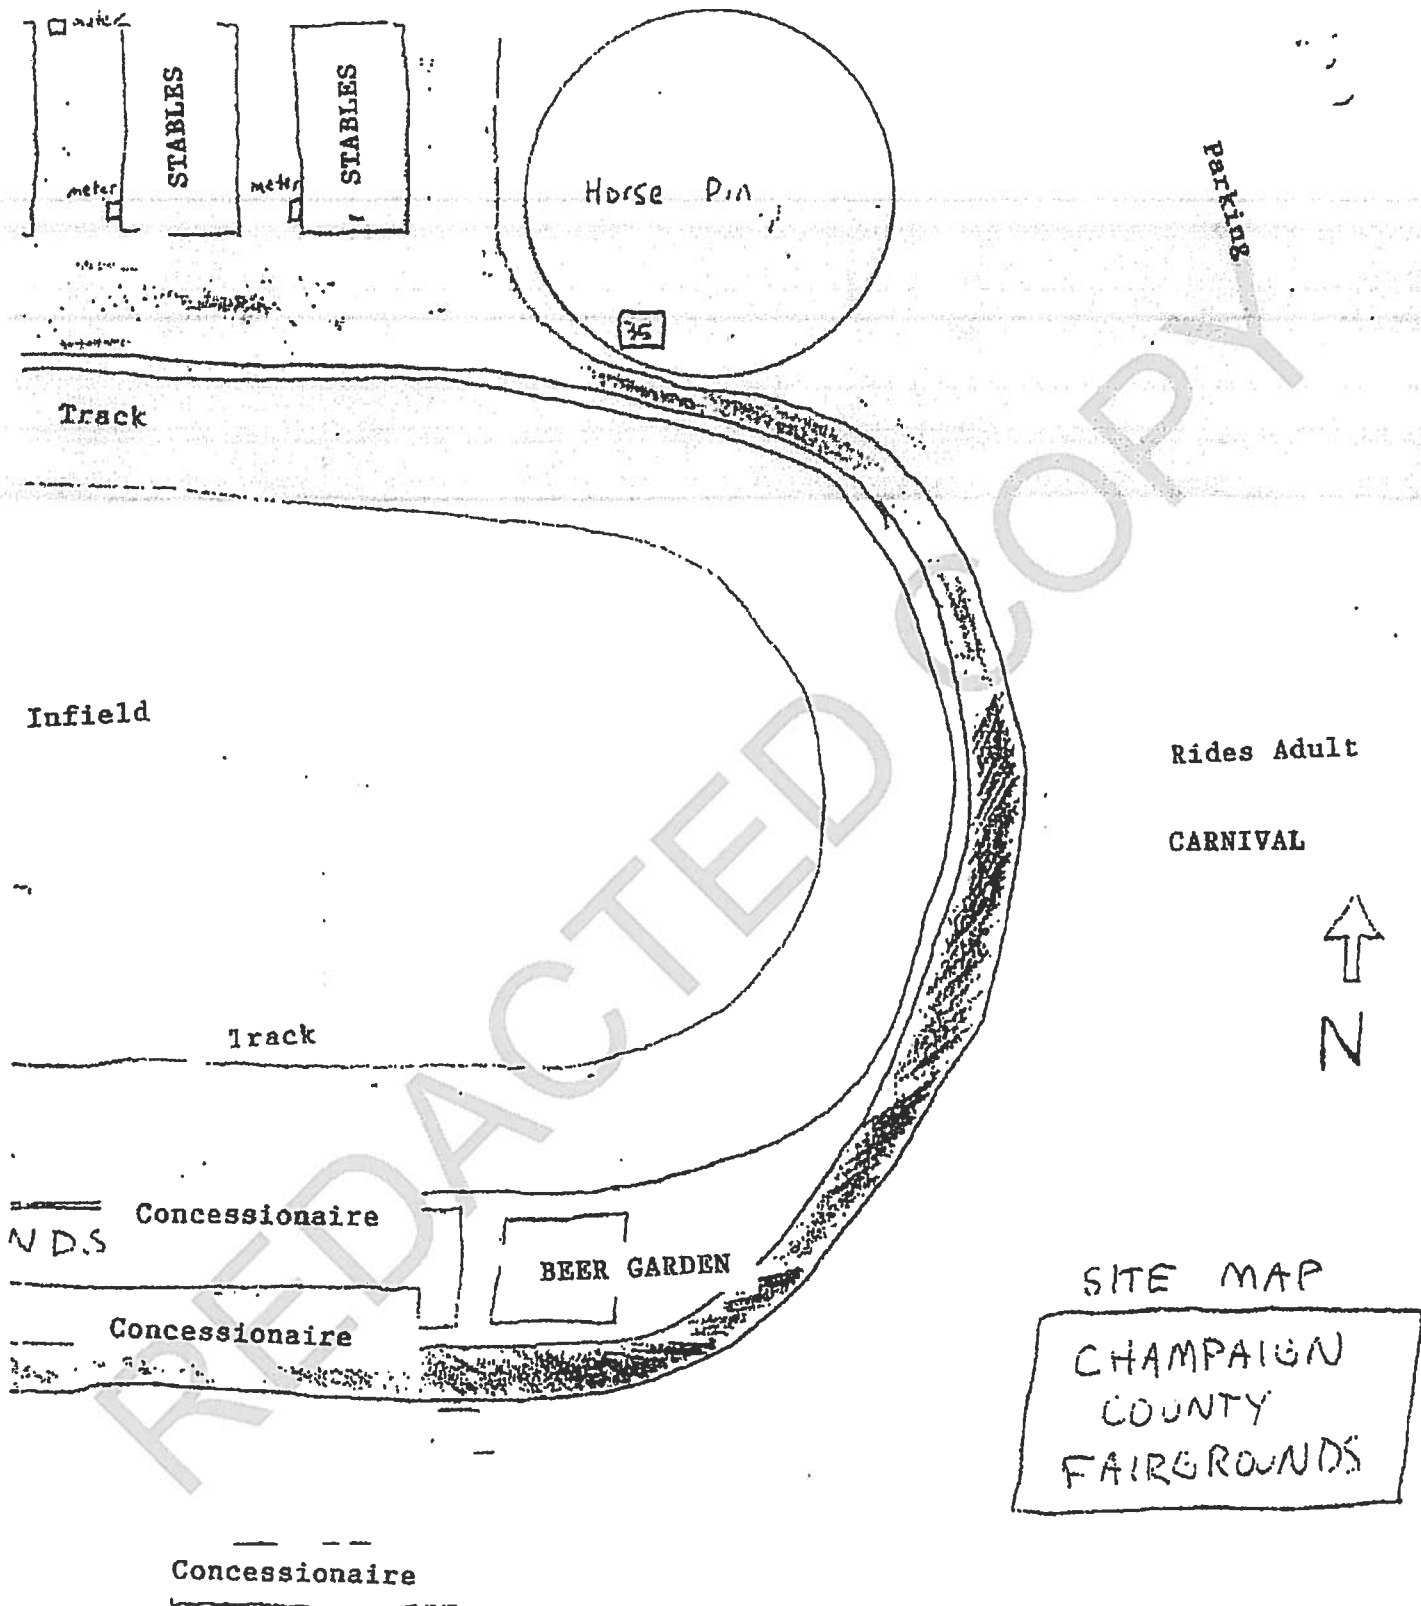 meter
STABLES
STABLES
meter
meter
Horse Pin
Parking
35
Track
Infield
Rides Adult
CARNIVAL
N
Track
Concessionaire
N D.S
BEER GARDEN
Concessionaire
SITE MAP
CHAMPAIGN
COUNTY
FAIRGROUNDS
Concessionaire
REDACTED COPY